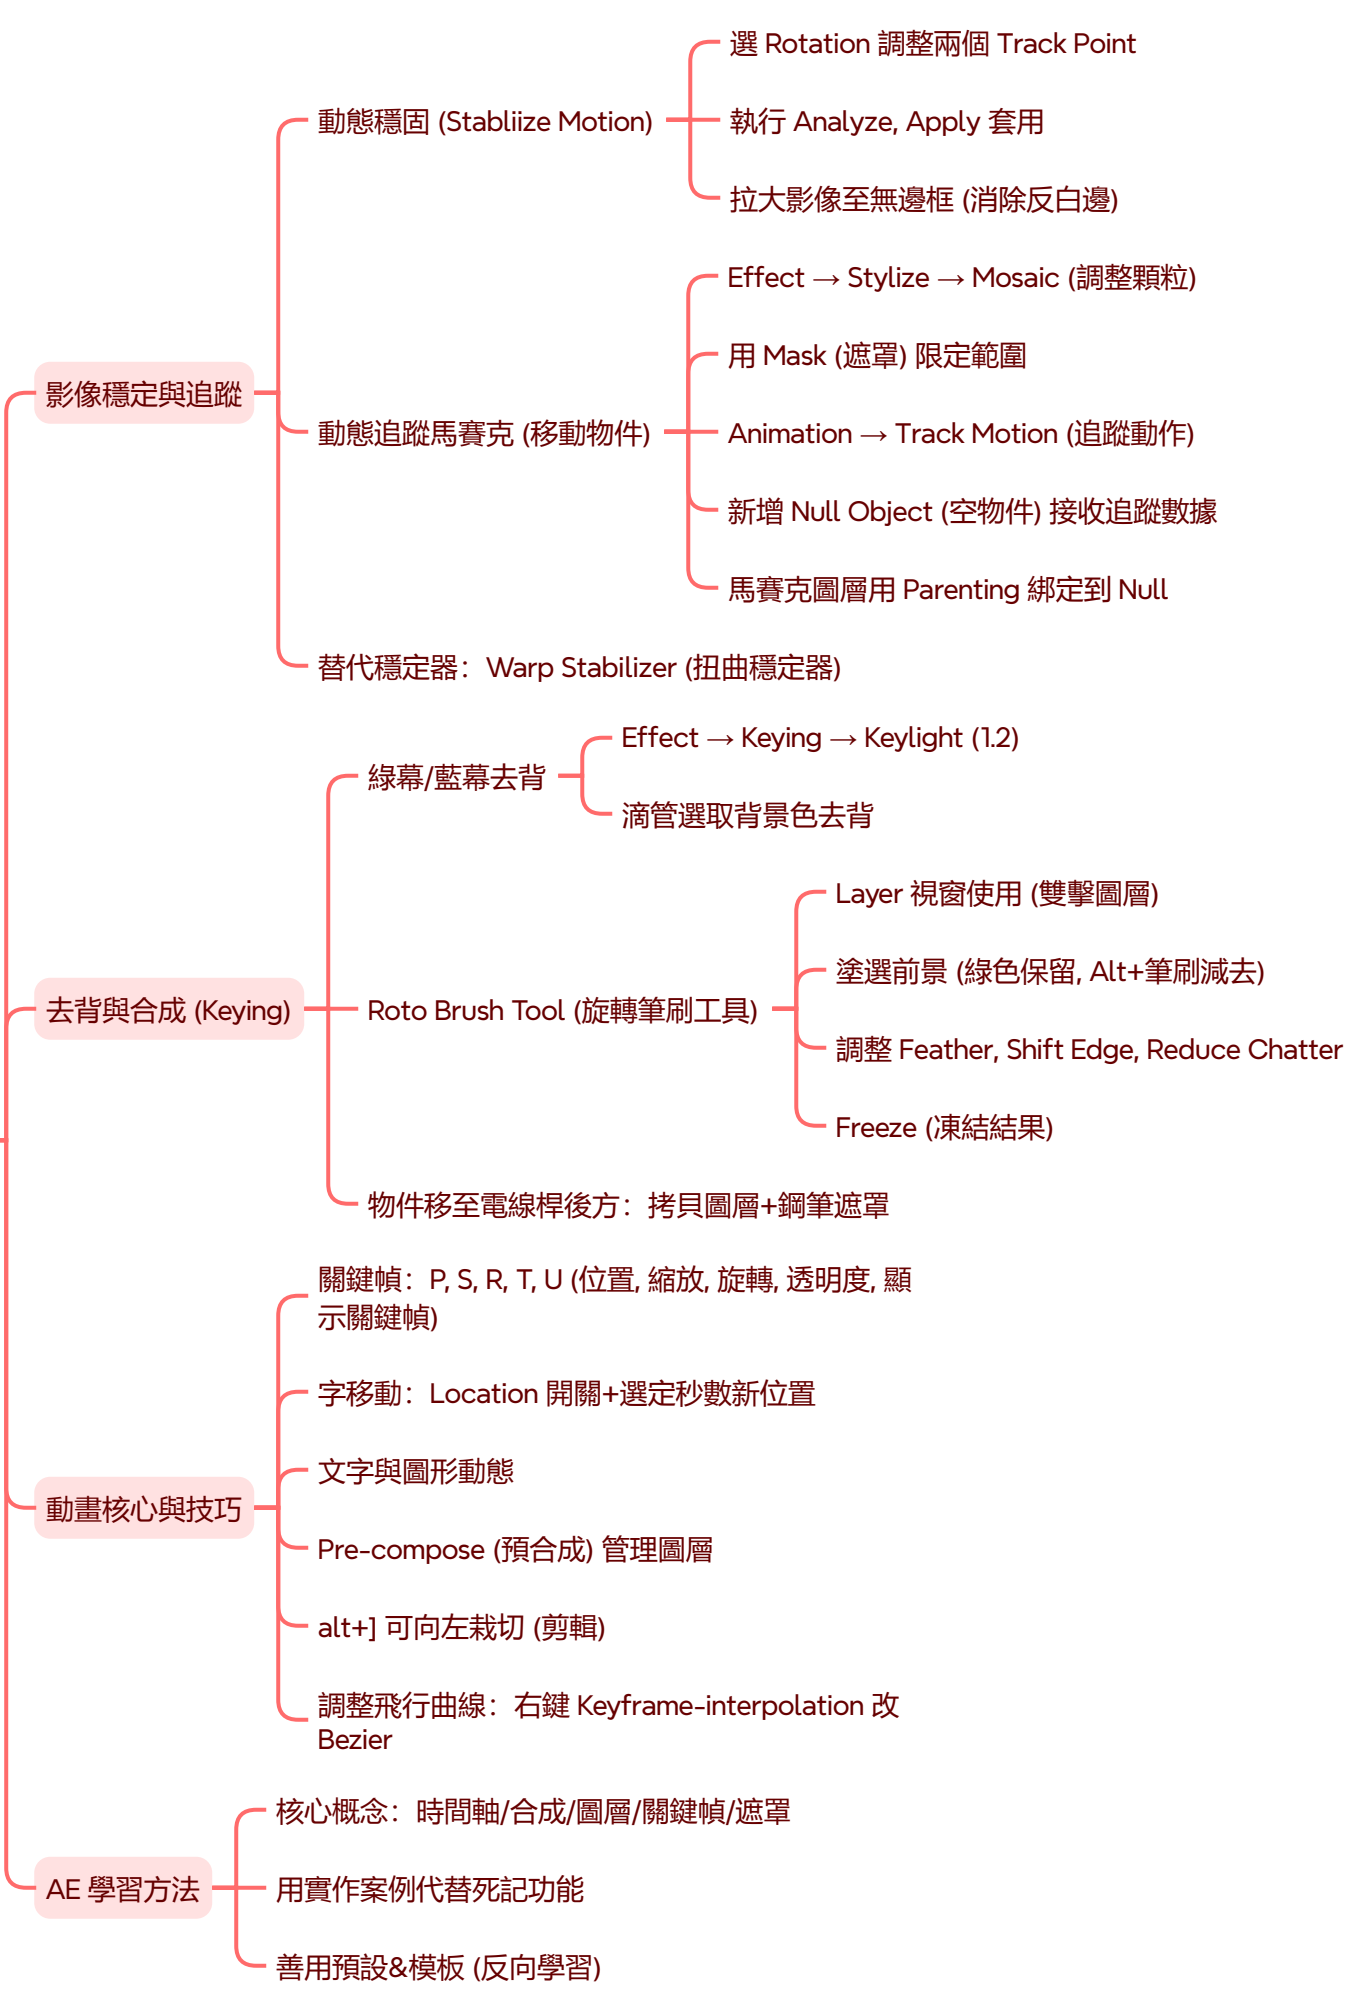 影像穩定與追蹤
動態穩固 (Stabliize Motion)
選 Rotation 調整兩個 Track Point
執行 Analyze, Apply 套用
拉大影像至無邊框 (消除反白邊)
動態追蹤馬賽克 (移動物件)
Effect → Stylize → Mosaic (調整顆粒)
用 Mask (遮罩) 限定範圍
Animation → Track Motion (追蹤動作)
新增 Null Object (空物件) 接收追蹤數據
馬賽克圖層用 Parenting 綁定到 Null
替代穩定器：Warp Stabilizer (扭曲穩定器)
去背與合成 (Keying)
綠幕/藍幕去背
Effect → Keying → Keylight (1.2)
滴管選取背景色去背
Roto Brush Tool (旋轉筆刷工具)
Layer 視窗使用 (雙擊圖層)
塗選前景 (綠色保留, Alt+筆刷減去)
調整 Feather, Shift Edge, Reduce Chatter
Freeze (凍結結果)
物件移至電線桿後方：拷貝圖層+鋼筆遮罩
動畫核心與技巧
關鍵幀：P, S, R, T, U (位置, 縮放, 旋轉, 透明度, 顯
示關鍵幀)
字移動：Location 開關+選定秒數新位置
文字與圖形動態
Pre-compose (預合成) 管理圖層
alt+] 可向左栽切 (剪輯)
調整飛行曲線：右鍵 Keyframe-interpolation 改
Bezier
AE 學習方法
核心概念：時間軸/合成/圖層/關鍵幀/遮罩
用實作案例代替死記功能
善用預設&模板 (反向學習)